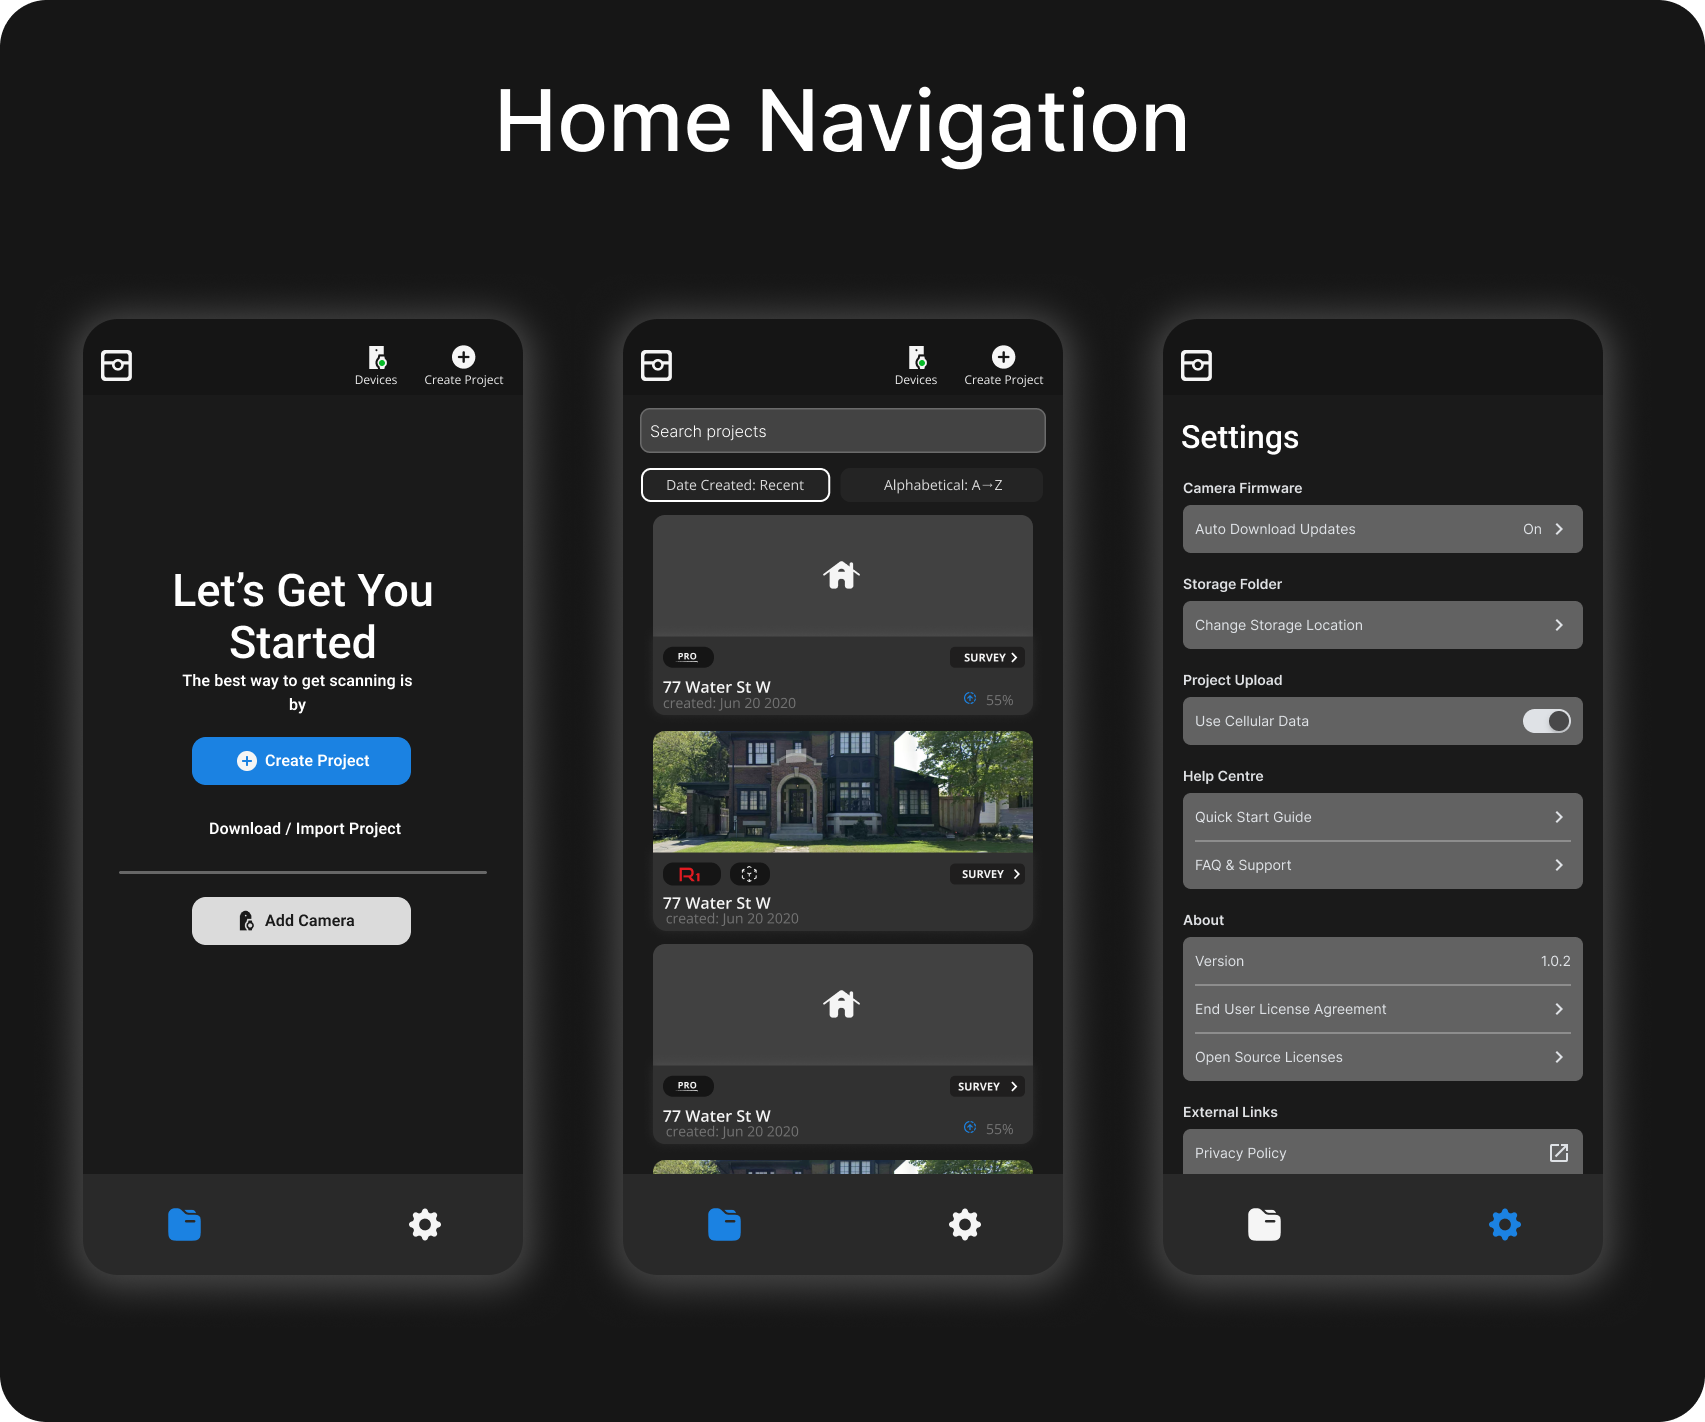 Home Navigation
Devices
Create Project
Let’s Get You
Started
The best way to get scanning is
by
Create Project
Download / Import Project
Add Camera
Devices
Create Project
Search projects
Date Created: Recent
Alphabetical: A→Z
PRO
SURVEY
77 Water St W
created: Jun 20 2020
55%
R1
SURVEY
77 Water St W
created: Jun 20 2020
PRO
SURVEY
77 Water St W
created: Jun 20 2020
55%
Settings
Camera Firmware
Auto Download Updates
On
Storage Folder
Change Storage Location
Project Upload
Use Cellular Data
Help Centre
Quick Start Guide
FAQ & Support
About
Version
1.0.2
End User License Agreement
Open Source Licenses
External Links
Privacy Policy